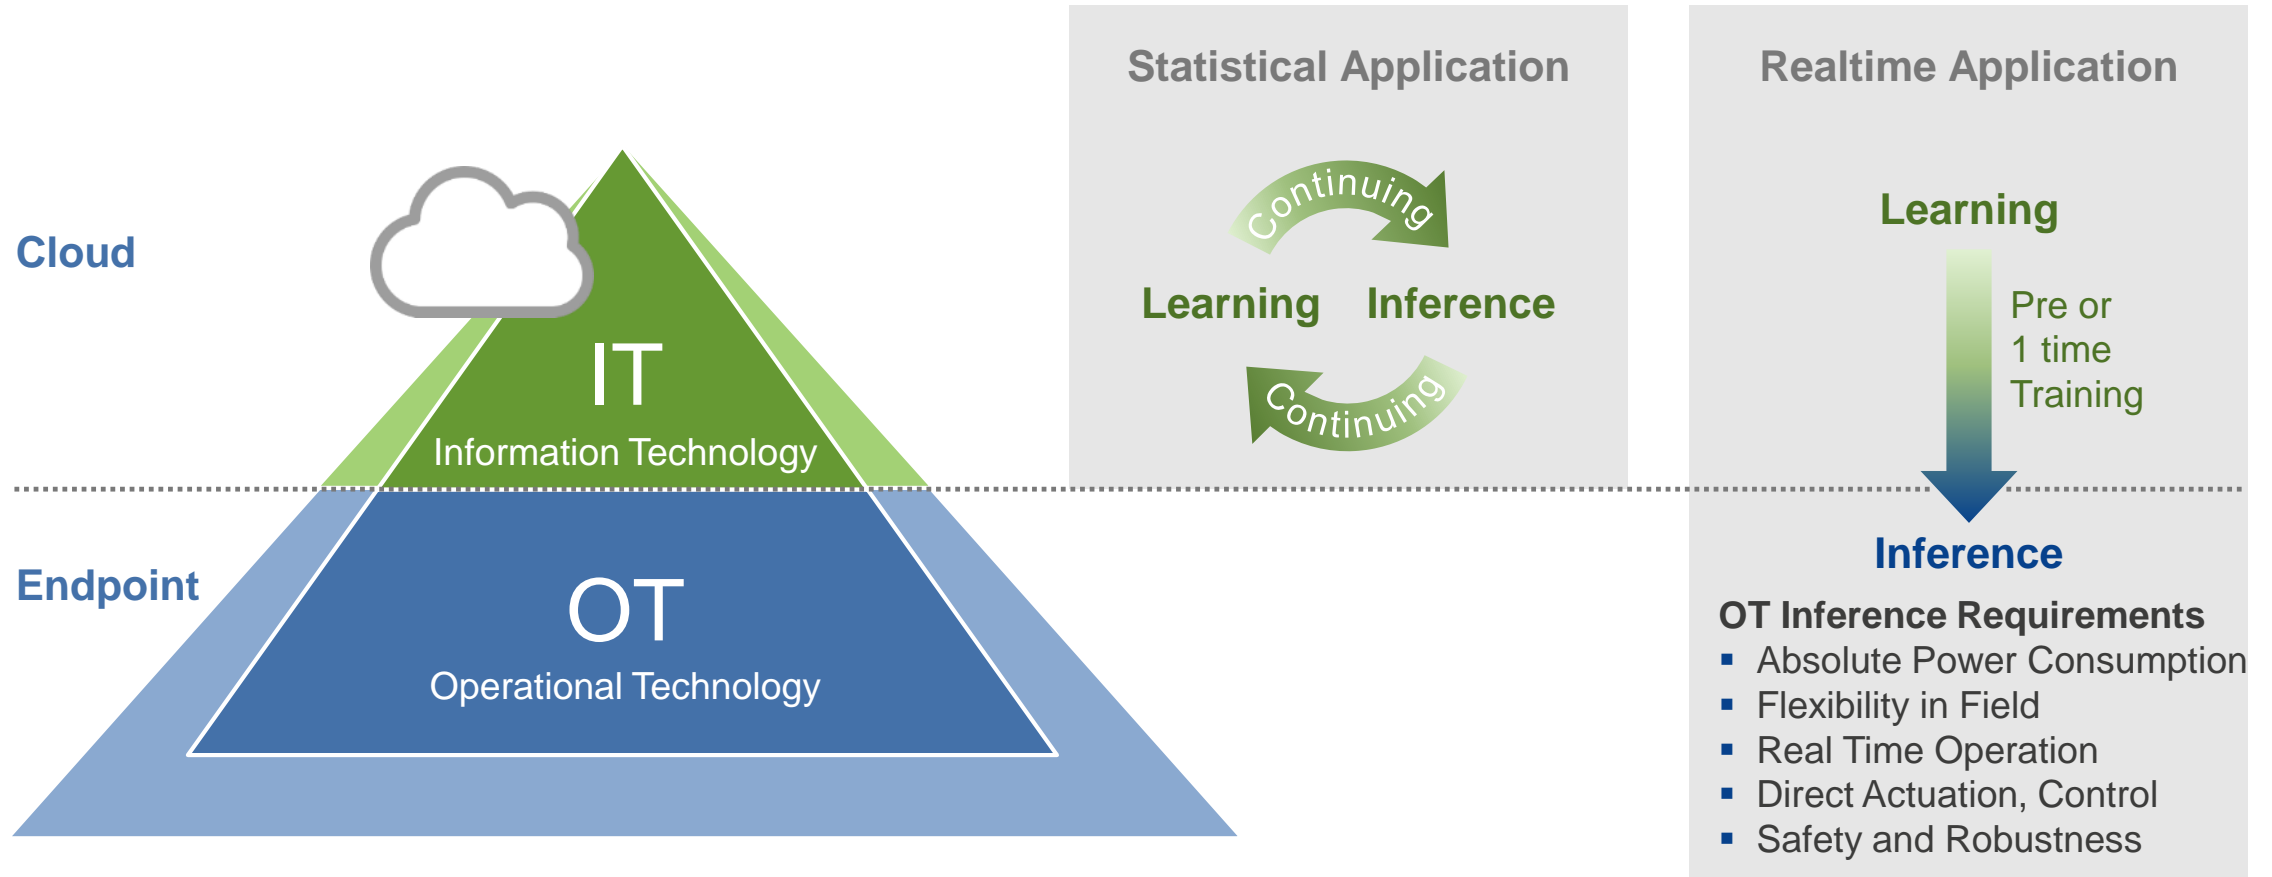 Cloud
IT
Information Technology
Endpoint
OT
Operational Technology
Statistical Application
Continuing
Learning Inference
Continuing
Realtime Application
Learning
Pre or
1 time
Training
Inference
OT Inference Requirements
▪ Absolute Power Consumption
▪ Flexibility in Field
▪ Real Time Operation
▪ Direct Actuation, Control
▪ Safety and Robustness